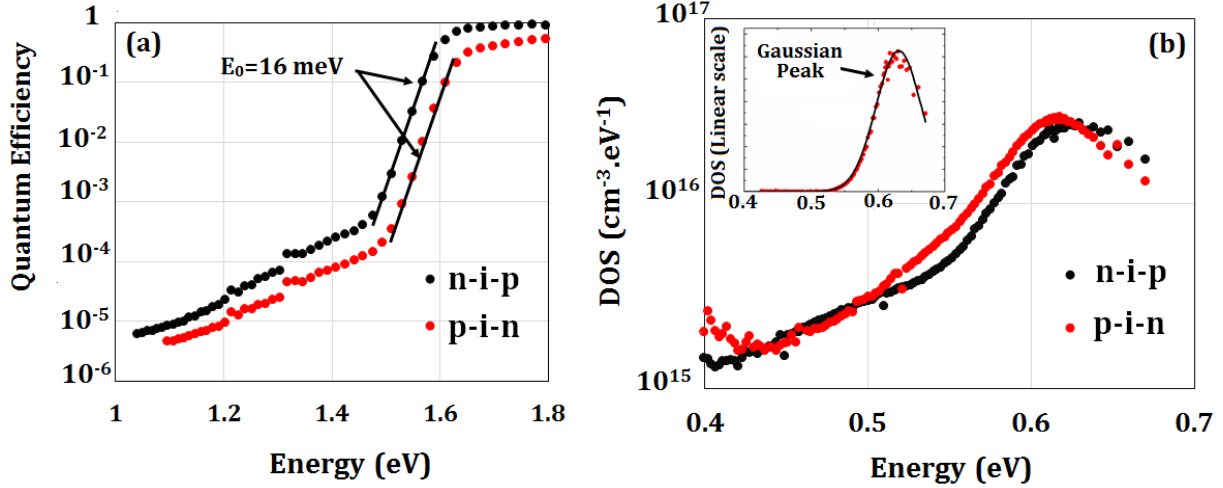 (a)
Quantum Efficiency
1
10⁻¹
10⁻²
10⁻³
10⁻⁴
10⁻⁵
10⁻⁶
E₀=16 meV
n-i-p
p-i-n
1
1.2
1.4
1.6
1.8
Energy (eV)
(b)
DOS (cm⁻³.eV⁻¹)
10¹⁷
10¹⁶
10¹⁵
DOS (Linear scale)
Gaussian
Peak
0.4
0.5
0.6
0.7
n-i-p
p-i-n
0.4
0.5
0.6
0.7
Energy (eV)